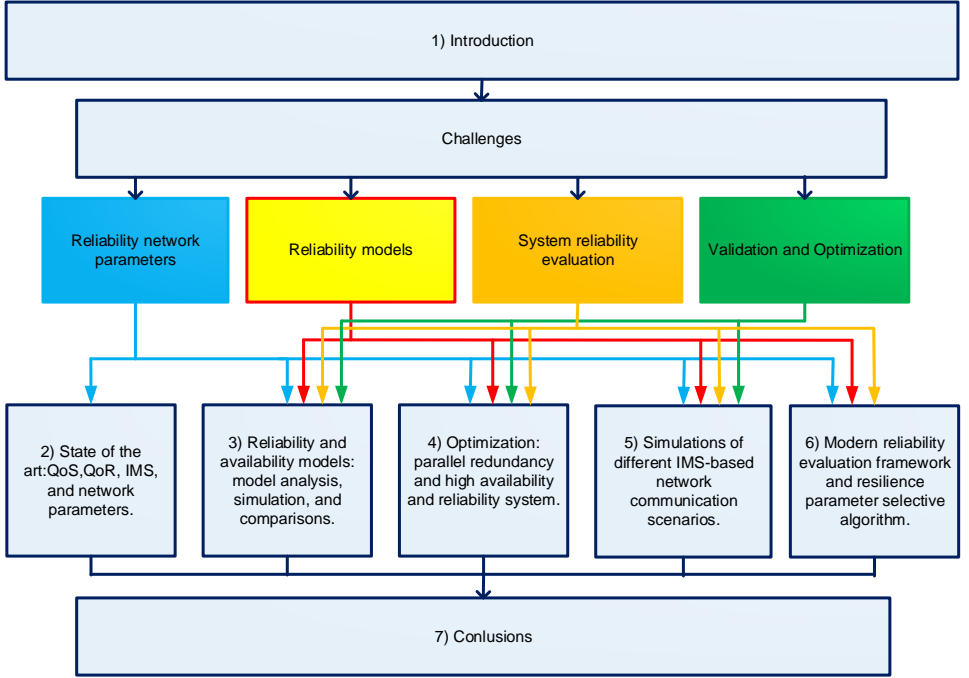 1) Introduction
Challenges
Reliability network
parameters
Reliability models
System reliability
evaluation
Validation and Optimization
2) State of the
art:QoS,QoR, IMS,
and network
parameters.
3) Reliability and
availability models:
model analysis,
simulation, and
comparisons.
4) Optimization:
parallel redundancy
and high availability
and reliability system.
5) Simulations of
different IMS-based
network
communication
scenarios.
6) Modern reliability
evaluation framework
and resilience
parameter selective
algorithm.
7) Conlusions